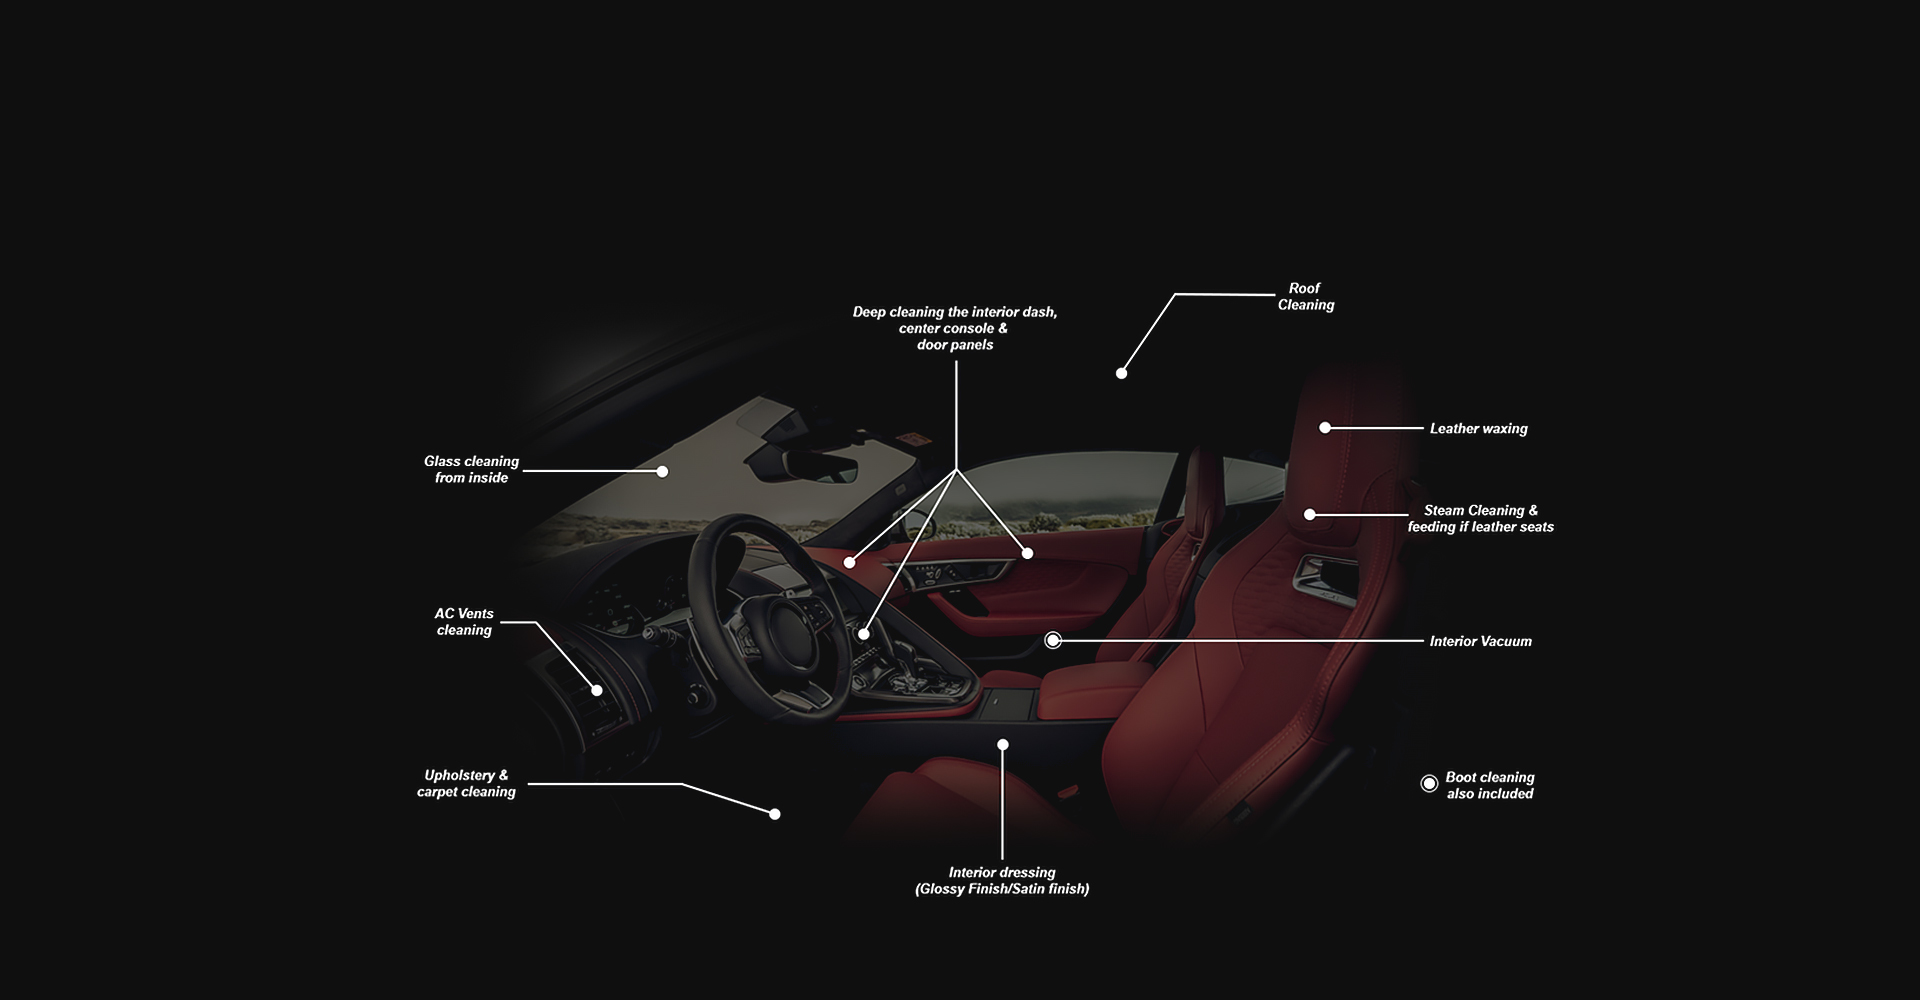 Roof
Cleaning
Deep cleaning the interior dash,
center console &
door panels
Leather waxing
Glass cleaning
from inside
Steam Cleaning &
feeding if leather seats
AC Vents
cleaning
Interior Vacuum
Upholstery &
carpet cleaning
Boot cleaning
also included
Interior dressing
(Glossy Finish/Satin finish)